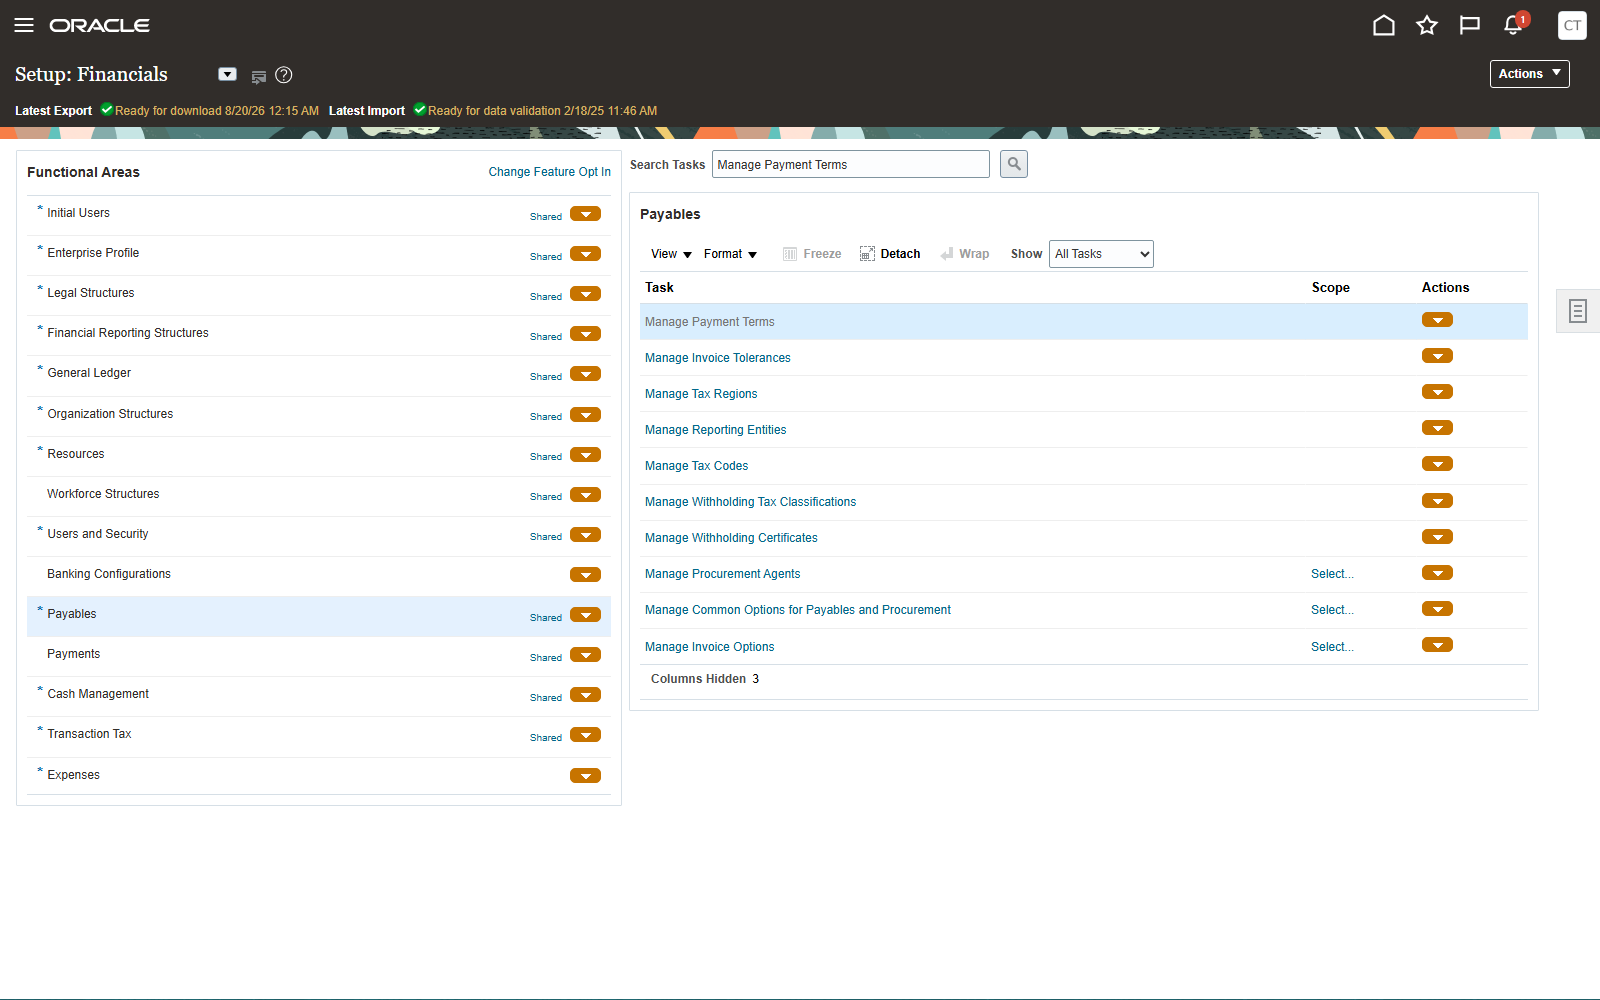 ORACLE
1
CT
Setup: Financials
Actions
Latest Export Ready for download 8/20/26 12:15 AM Latest Import Ready for data validation 2/18/25 11:46 AM
Functional Areas
Change Feature Opt In
* Initial Users Shared
* Enterprise Profile Shared
* Legal Structures Shared
* Financial Reporting Structures Shared
* General Ledger Shared
* Organization Structures Shared
* Resources Shared
Workforce Structures Shared
* Users and Security Shared
Banking Configurations
* Payables Shared
Payments Shared
* Cash Management Shared
* Transaction Tax Shared
* Expenses
Search Tasks Manage Payment Terms
Payables
View Format Freeze Detach Wrap Show All Tasks
Task Scope Actions
Manage Payment Terms
Manage Invoice Tolerances
Manage Tax Regions
Manage Reporting Entities
Manage Tax Codes
Manage Withholding Tax Classifications
Manage Withholding Certificates
Manage Procurement Agents Select...
Manage Common Options for Payables and Procurement Select...
Manage Invoice Options Select...
Columns Hidden 3